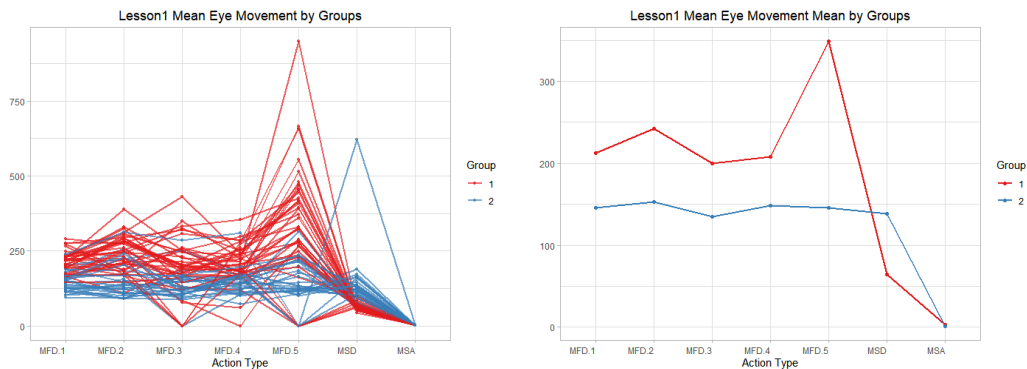 Lesson1 Mean Eye Movement by Groups
750
500
250
0
MFD.1 MFD.2 MFD.3 MFD.4 MFD.5 MSD MSA
Action Type
Group
1
2
Lesson1 Mean Eye Movement Mean by Groups
300
200
100
0
MFD.1 MFD.2 MFD.3 MFD.4 MFD.5 MSD MSA
Action Type
Group
1
2